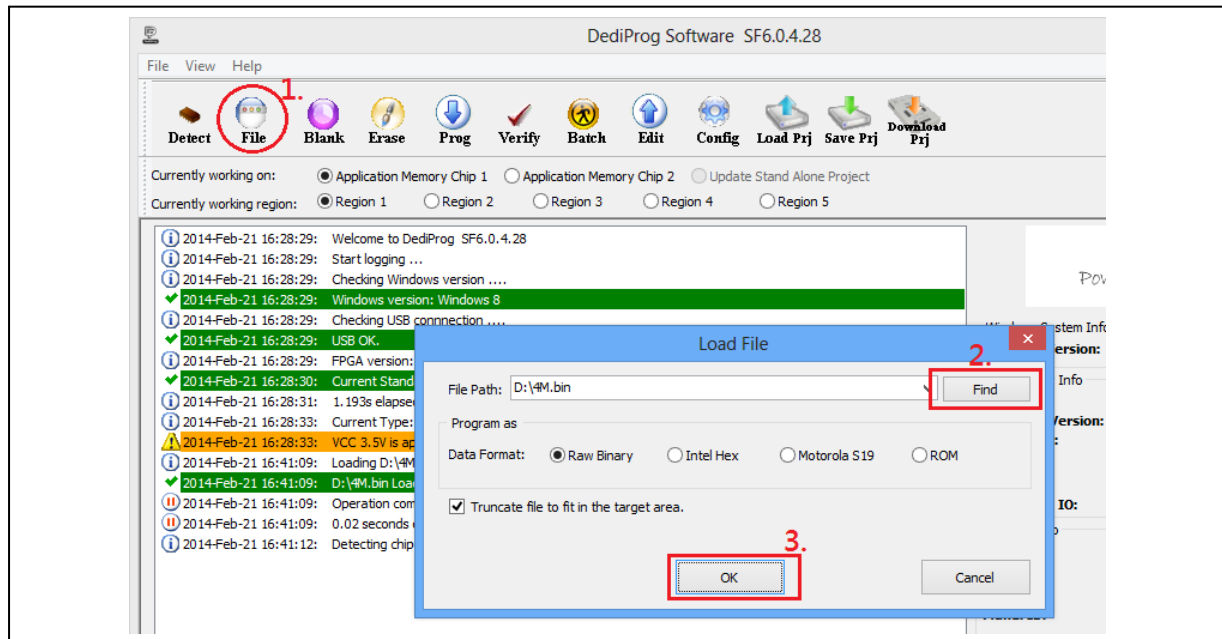 DediProg Software SF6.0.4.28
File View Help
1.
Detect File Blank Erase Prog Verify Batch Edit Config Load Prj Save Prj Download Prj
Currently working on: Application Memory Chip 1 Application Memory Chip 2 Update Stand Alone Project
Currently working region: Region 1 Region 2 Region 3 Region 4 Region 5
2014-Feb-21 16:28:29: Welcome to DediProg SF6.0.4.28
2014-Feb-21 16:28:29: Start logging ...
2014-Feb-21 16:28:29: Checking Windows version ....
2014-Feb-21 16:28:29: Windows version: Windows 8
2014-Feb-21 16:28:29: Checking USB connnection ....
2014-Feb-21 16:28:29: USB OK.
2014-Feb-21 16:28:29: FPGA version:
2014-Feb-21 16:28:30: Current Stand
2014-Feb-21 16:28:31: 1.193s elapse
2014-Feb-21 16:28:33: Current Type:
2014-Feb-21 16:28:33: VCC 3.5V is ap
2014-Feb-21 16:41:09: Loading D:\4M
2014-Feb-21 16:41:09: D:\4M.bin Loa
2014-Feb-21 16:41:09: Operation com
2014-Feb-21 16:41:09: 0.02 seconds
2014-Feb-21 16:41:12: Detecting chip
Load File
2.
File Path: D:\4M.bin Find
Program as
Data Format: Raw Binary Intel Hex Motorola S19 ROM
Truncate file to fit in the target area.
3.
OK Cancel
Pow
stem Info
ersion:
Info
Version:
IO: